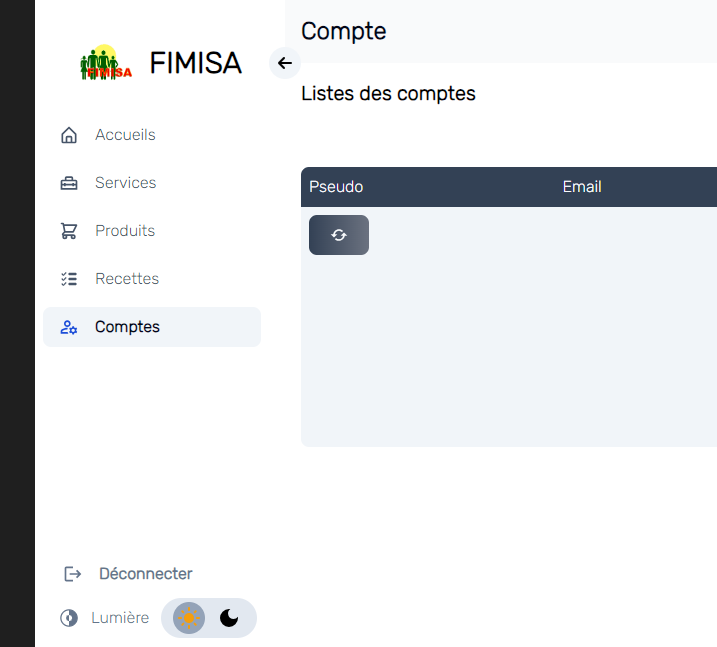 FIMISA
FIMISA
Accueils
Services
Produits
Recettes
Comptes
Déconnecter
Lumière
Compte
Listes des comptes
Pseudo Email